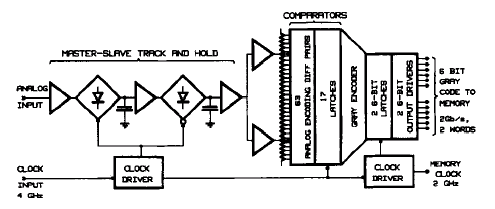 COMPARATORS
MASTER-SLAVE TRACK AND HOLD
ANALOG
INPUT
63
ANALOG ENCODING DIFF PAIRS
17
LATCHES
GRAY ENCODER
2 6-BIT
LATCHES
2 6-BIT
OUTPUT DRIVERS
6 BIT
GRAY
CODE TO
MEMORY
2Gb/s,
2 WORDS
CLOCK
INPUT
4 GHz
CLOCK
DRIVER
CLOCK
DRIVER
MEMORY
CLOCK
2 GHz